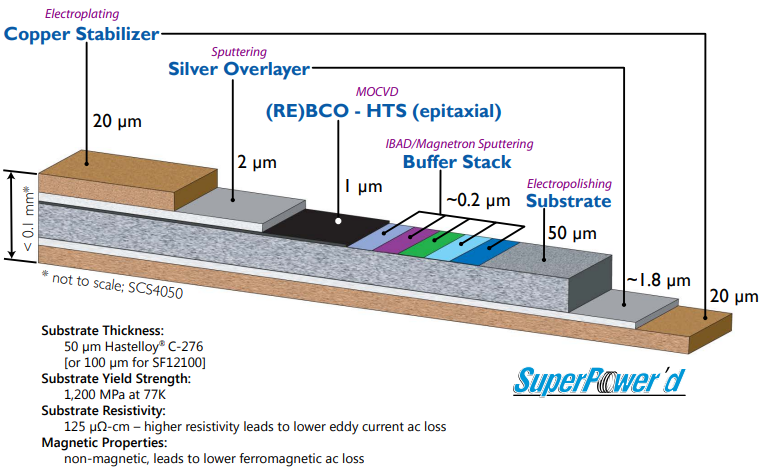 Electroplating
Copper Stabilizer
Sputtering
Silver Overlayer
MOCVD
(RE)BCO - HTS (epitaxial)
IBAD/Magnetron Sputtering
Buffer Stack
Electropolishing
Substrate
20 µm
2 µm
1 µm
~0.2 µm
50 µm
~1.8 µm
20 µm
< 0.1 mm*
* not to scale; SCS4050
Substrate Thickness:
50 µm Hastelloy® C-276
[or 100 µm for SF12100]
Substrate Yield Strength:
1,200 MPa at 77K
Substrate Resistivity:
125 µΩ-cm – higher resistivity leads to lower eddy current ac loss
Magnetic Properties:
non-magnetic, leads to lower ferromagnetic ac loss
SuperPower'd